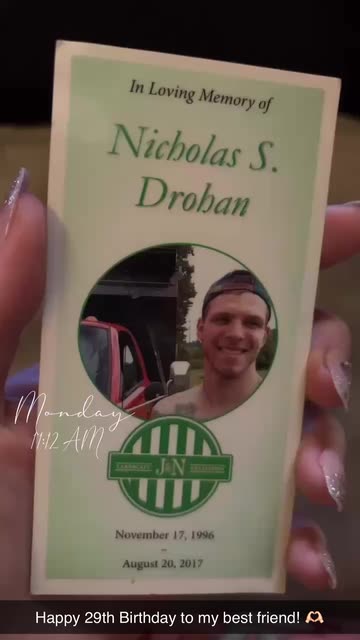 In Loving Memory of
Nicholas S.
Drohan
Monday
11:12 AM
J&N
November 17, 1996
–
August 20, 2017
Happy 29th Birthday to my best friend! 🫶